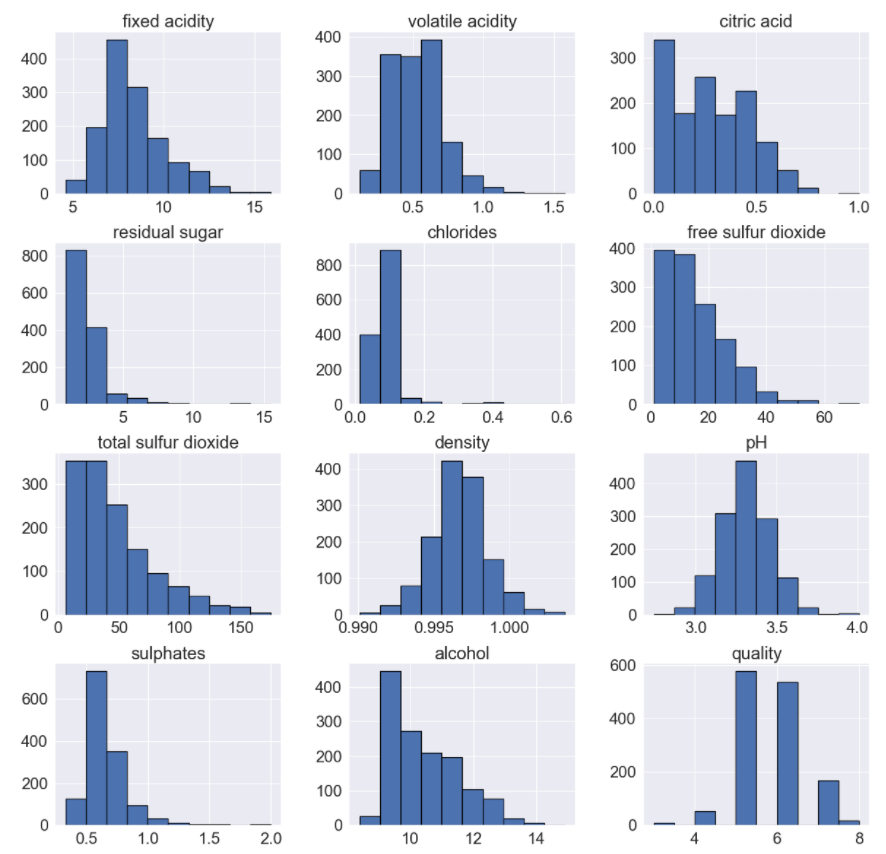 fixed acidity
400
300
200
100
0
5 10 15
volatile acidity
400
300
200
100
0
0.5 1.0 1.5
citric acid
300
200
100
0
0.0 0.5 1.0
residual sugar
800
600
400
200
0
5 10 15
chlorides
800
600
400
200
0
0.0 0.2 0.4 0.6
free sulfur dioxide
400
300
200
100
0
0 20 40 60
total sulfur dioxide
300
200
100
0
0 50 100 150
density
400
300
200
100
0
0.990 0.995 1.000
pH
400
300
200
100
0
3.0 3.5 4.0
sulphates
600
400
200
0
0.5 1.0 1.5 2.0
alcohol
400
300
200
100
0
10 12 14
quality
600
400
200
0
4 6 8